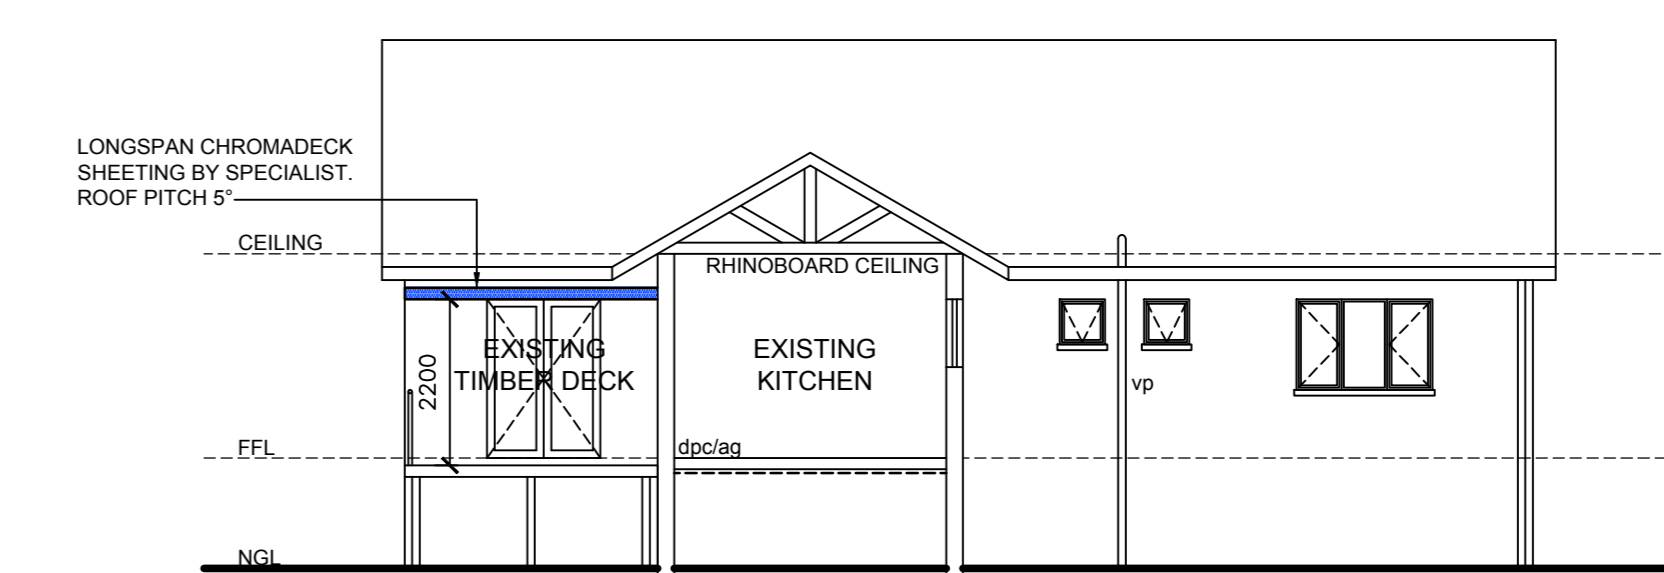 LONGSPAN CHROMADECK
SHEETING BY SPECIALIST.
ROOF PITCH 5°
CEILING
RHINOBOARD CEILING
EXISTING
TIMBER DECK
2200
EXISTING
KITCHEN
vp
FFL
dpc/ag
NGL